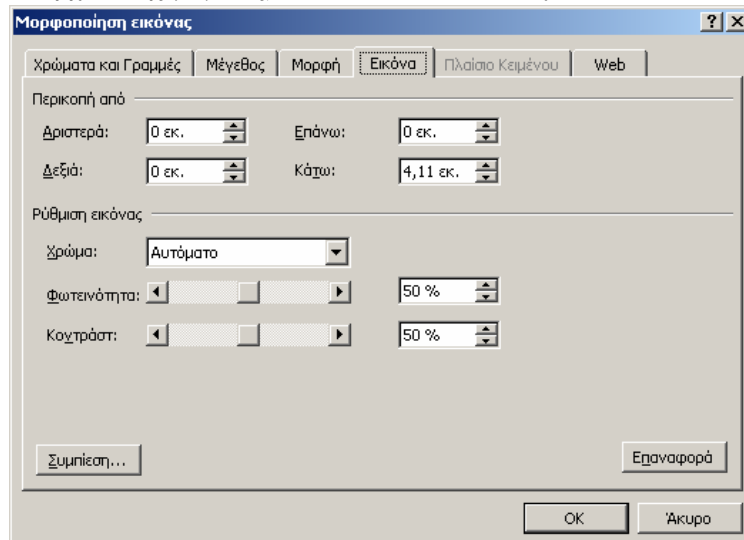 Μορφοποίηση εικόνας
Χρώματα και Γραμμές Μέγεθος Μορφή Εικόνα Πλαίσιο Κειμένου Web
Περικοπή από
Αριστερά: 0 εκ. Επάνω: 0 εκ.
Δεξιά: 0 εκ. Κάτω: 4,11 εκ.
Ρύθμιση εικόνας
Χρώμα: Αυτόματο
Φωτεινότητα: 50 %
Κοντράστ: 50 %
Συμπίεση... Επαναφορά
OK Άκυρο